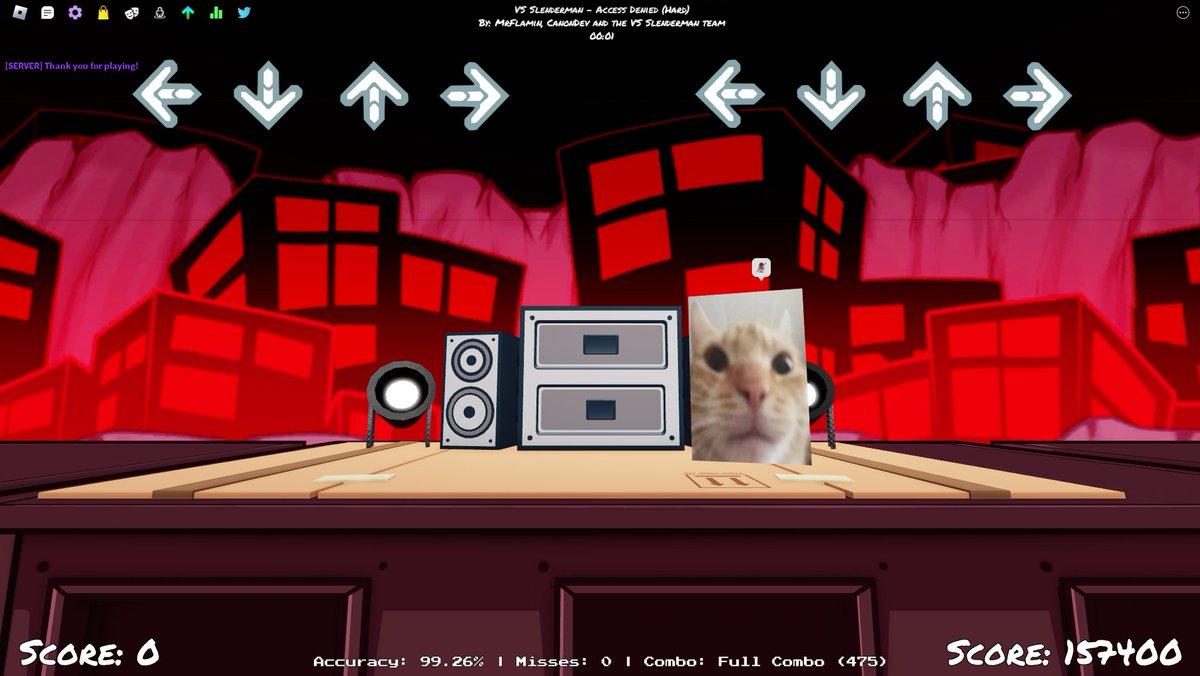 VS Slenderman - Access Denied (Hard)
By: MrFlamin, CanonDev and the VS Slenderman team
00:01
[SERVER] Thank you for playing!
Score: 0
Accuracy: 99.26% | Misses: 0 | Combo: Full Combo (475)
Score: 157400